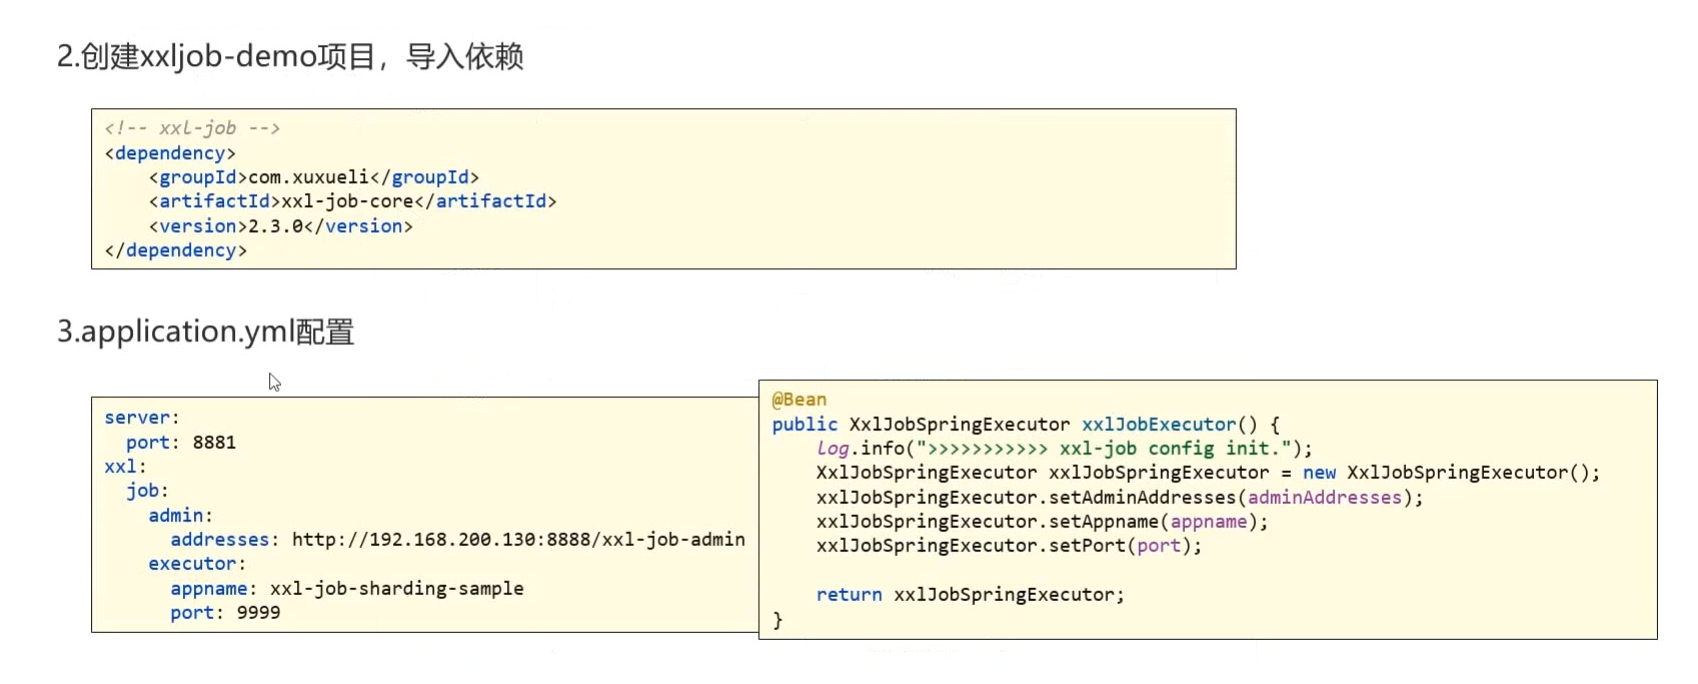 2.创建xxljob-demo项目，导入依赖
<!-- xxl-job -->
<dependency>
    <groupId>com.xuxueli</groupId>
    <artifactId>xxl-job-core</artifactId>
    <version>2.3.0</version>
</dependency>
3.application.yml配置
server:
  port: 8881
xxl:
  job:
    admin:
      addresses: http://192.168.200.130:8888/xxl-job-admin
    executor:
      appname: xxl-job-sharding-sample
      port: 9999
@Bean
public XxlJobSpringExecutor xxlJobExecutor() {
    log.info(">>>>>>>>>>> xxl-job config init.");
    XxlJobSpringExecutor xxlJobSpringExecutor = new XxlJobSpringExecutor();
    xxlJobSpringExecutor.setAdminAddresses(adminAddresses);
    xxlJobSpringExecutor.setAppname(appname);
    xxlJobSpringExecutor.setPort(port);
    return xxlJobSpringExecutor;
}